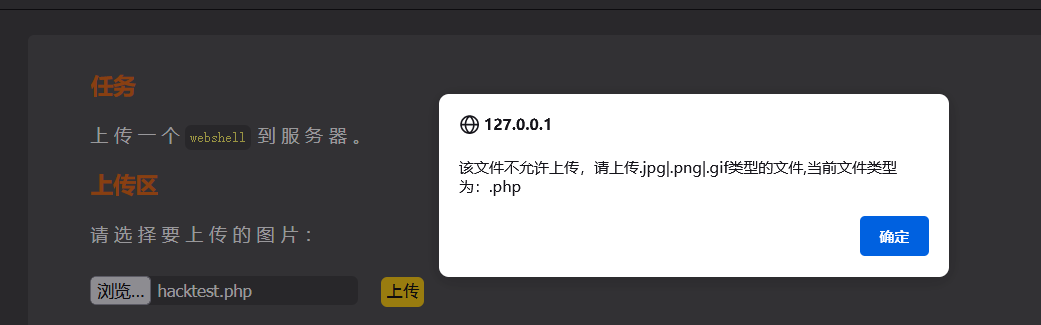 任务
上传一个 webshell 到服务器。
上传区
请选择要上传的图片：
浏览... hacktest.php 上传
127.0.0.1
该文件不允许上传，请上传.jpg|.png|.gif类型的文件,当前文件类型
为：.php
确定